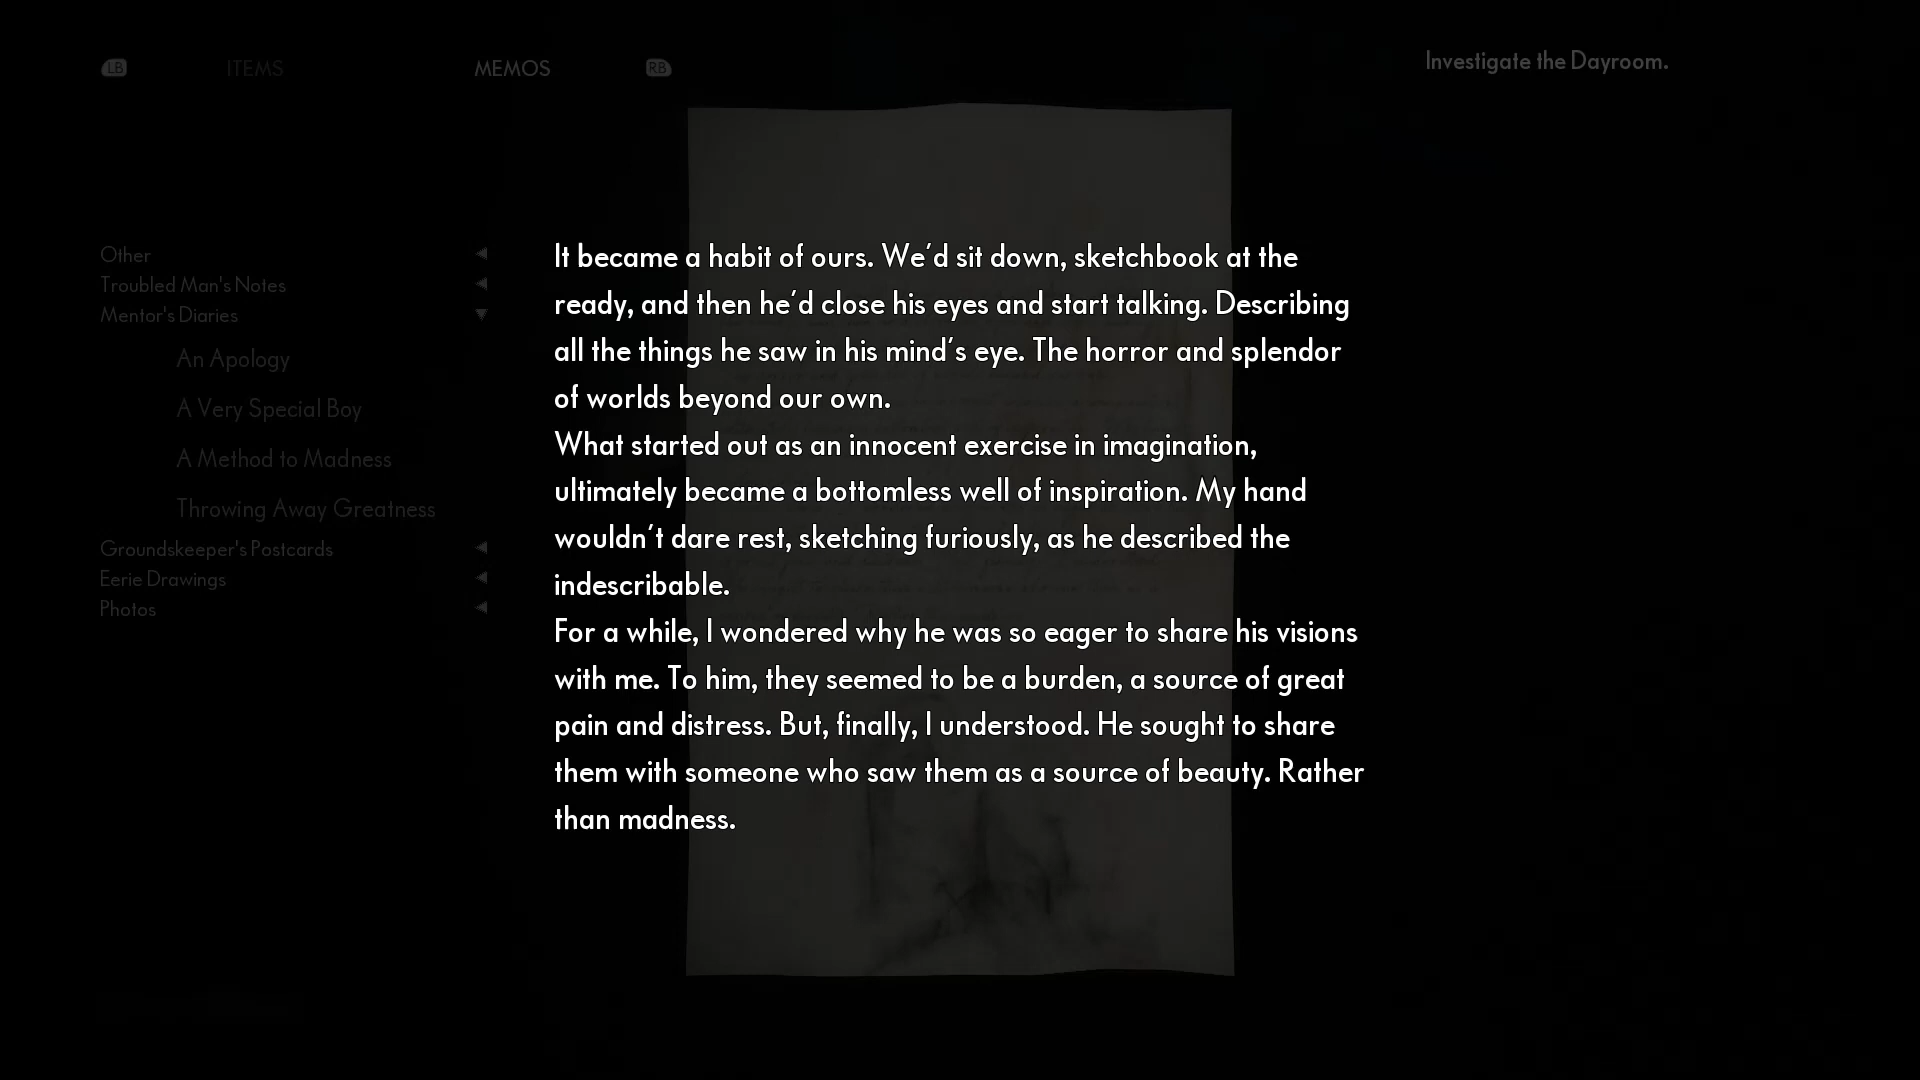 LB
ITEMS
MEMOS
RB
Investigate the Dayroom.
Other
Troubled Man's Notes
Mentor's Diaries
An Apology
A Very Special Boy
A Method to Madness
Throwing Away Greatness
Groundskeeper's Postcards
Eerie Drawings
Photos
It became a habit of ours. We'd sit down, sketchbook at the
ready, and then he'd close his eyes and start talking. Describing
all the things he saw in his mind's eye. The horror and splendor
of worlds beyond our own.
What started out as an innocent exercise in imagination,
ultimately became a bottomless well of inspiration. My hand
wouldn't dare rest, sketching furiously, as he described the
indescribable.
For a while, I wondered why he was so eager to share his visions
with me. To him, they seemed to be a burden, a source of great
pain and distress. But, finally, I understood. He sought to share
them with someone who saw them as a source of beauty. Rather
than madness.